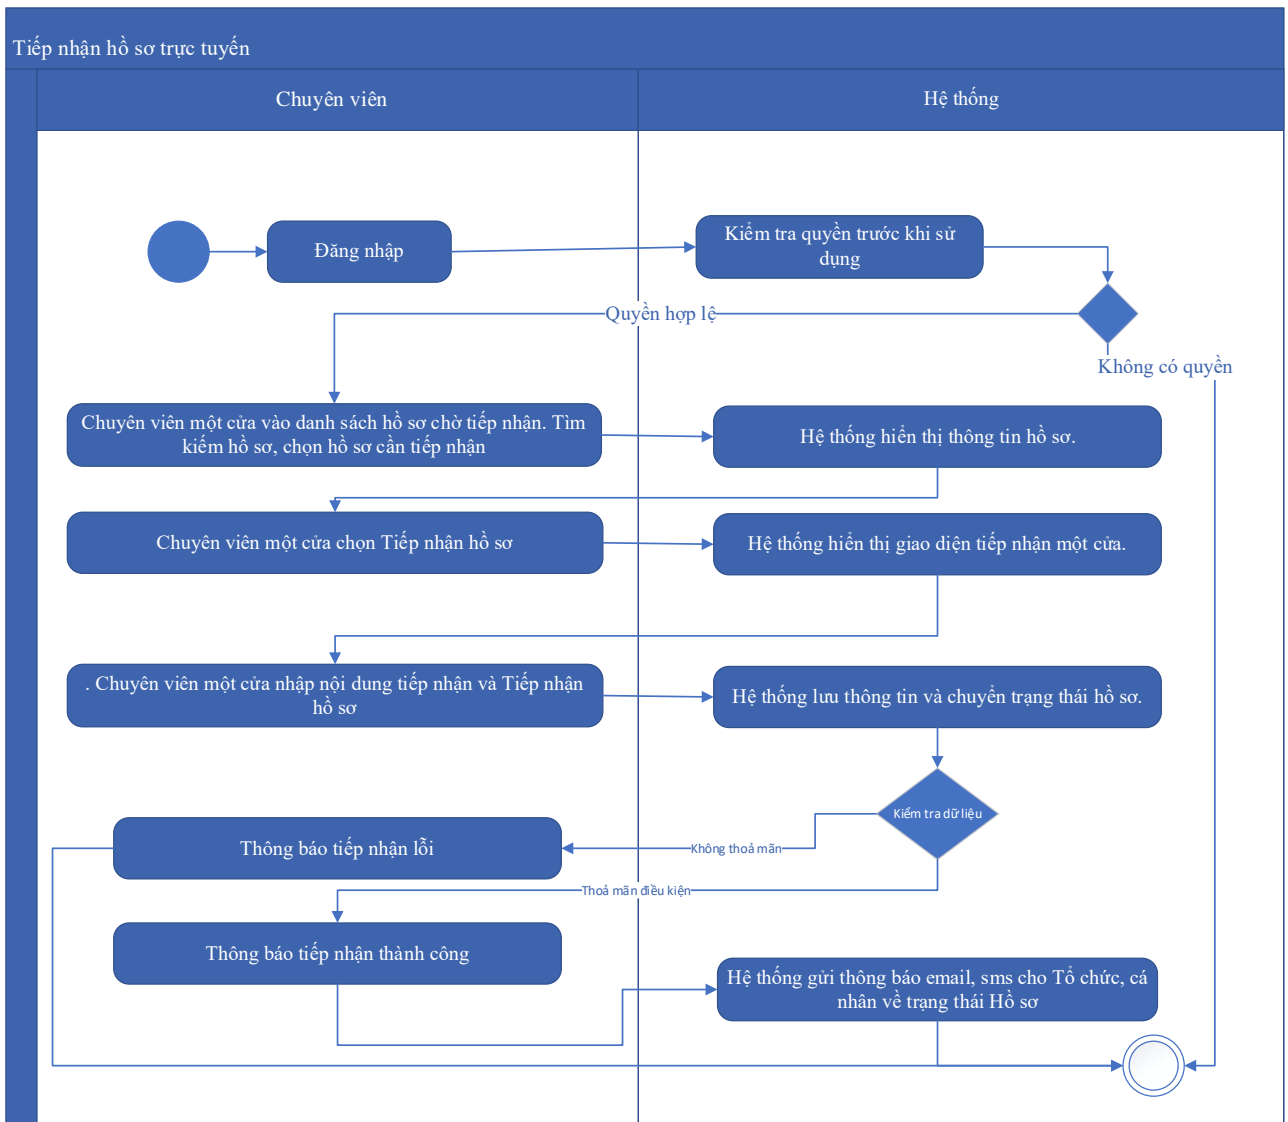 Tiếp nhận hồ sơ trực tuyến
Chuyên viên
Hệ thống
Đăng nhập
Kiểm tra quyền trước khi sử
dụng
Quyền hợp lệ
Không có quyền
Chuyên viên một cửa vào danh sách hồ sơ chờ tiếp nhận. Tìm
kiếm hồ sơ, chọn hồ sơ cần tiếp nhận
Hệ thống hiển thị thông tin hồ sơ.
Chuyên viên một cửa chọn Tiếp nhận hồ sơ
Hệ thống hiển thị giao diện tiếp nhận một cửa.
. Chuyên viên một cửa nhập nội dung tiếp nhận và Tiếp nhận
hồ sơ
Hệ thống lưu thông tin và chuyển trạng thái hồ sơ.
Kiểm tra dữ liệu
Thông báo tiếp nhận lỗi
Không thoả mãn
Thoả mãn điều kiện
Thông báo tiếp nhận thành công
Hệ thống gửi thông báo email, sms cho Tổ chức, cá
nhân về trạng thái Hồ sơ